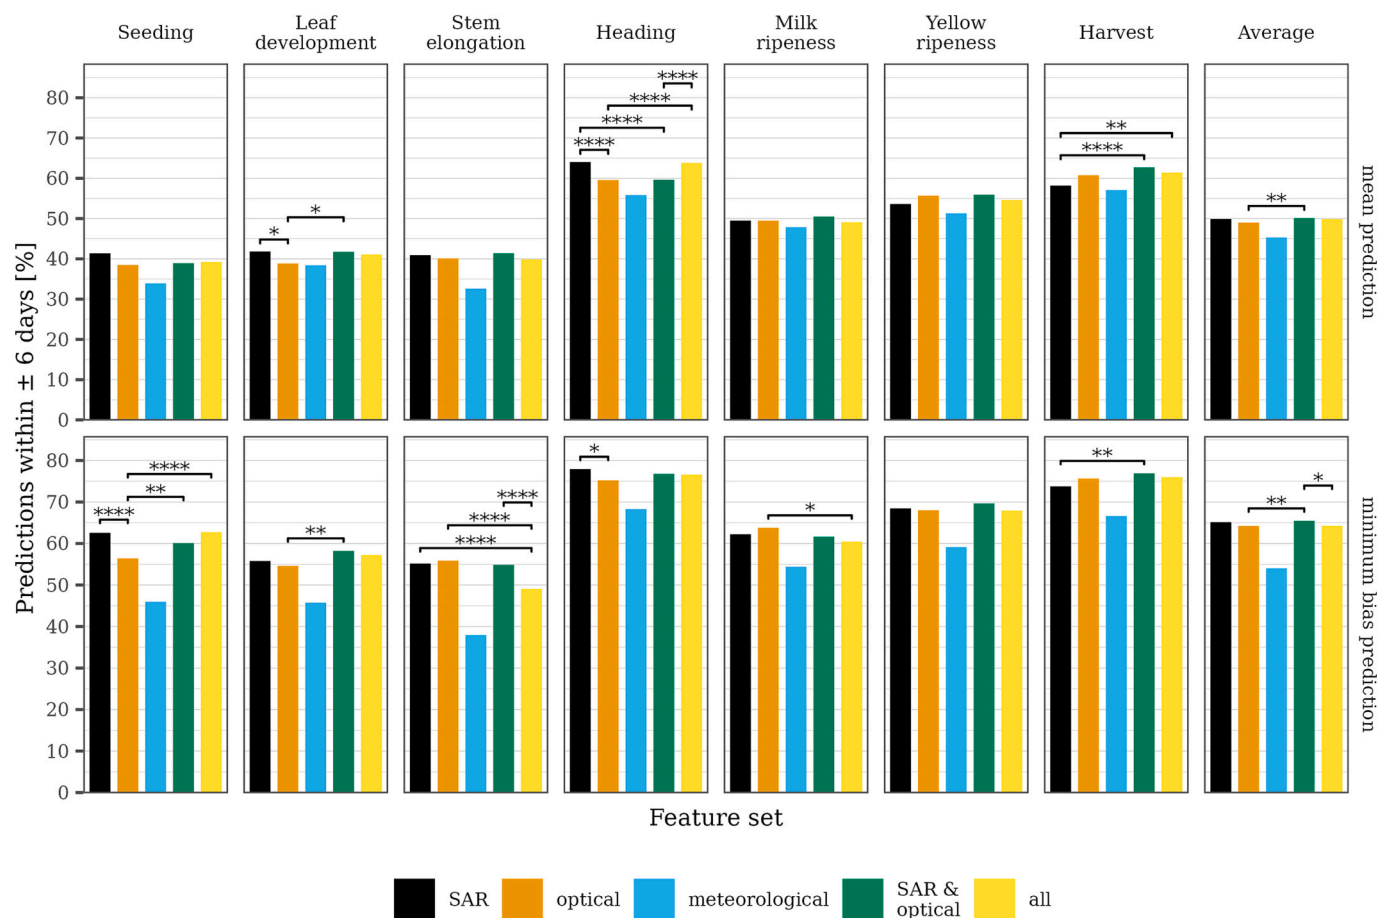 Seeding
Leaf
development
Stem
elongation
Heading
Milk
ripeness
Yellow
ripeness
Harvest
Average
Predictions within ± 6 days [%]
80
70
60
50
40
30
20
10
0
*
*
****
****
****
****
**
****
**
mean prediction
80
70
60
50
40
30
20
10
0
****
**
****
**
****
****
****
*
*
**
*
**
minimum bias prediction
Feature set
SAR
optical
meteorological
SAR &
optical
all